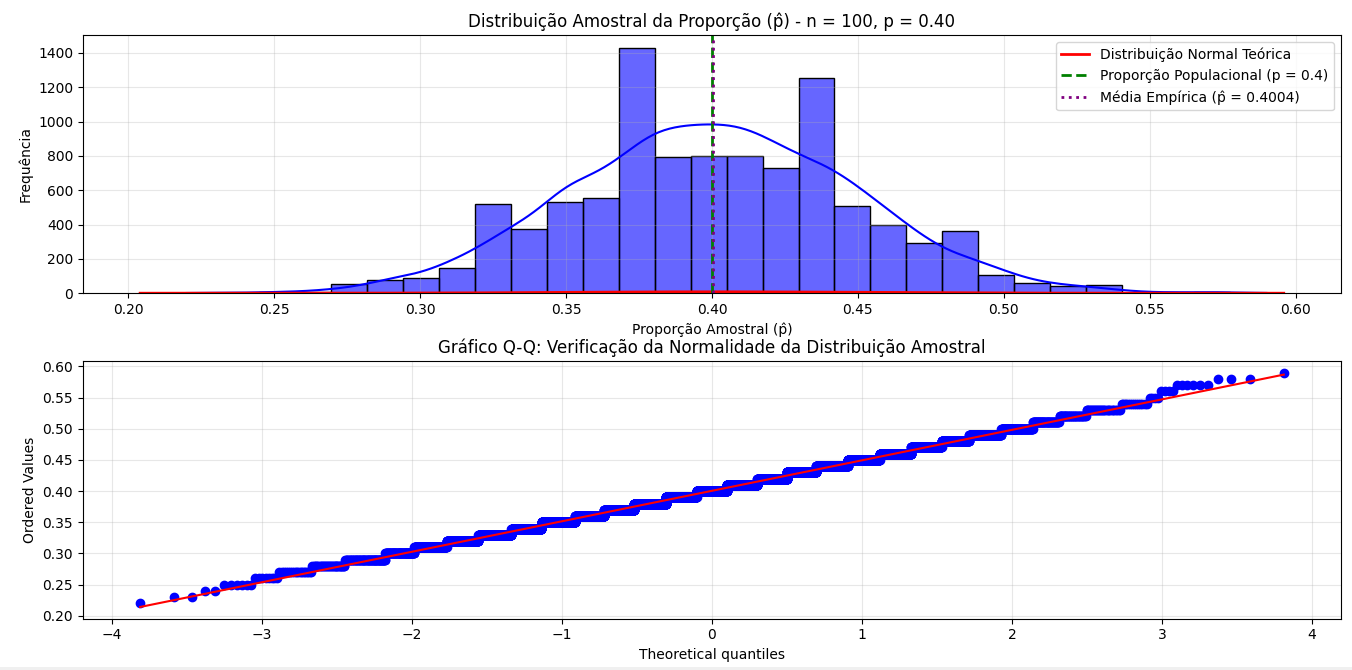 Distribuição Amostral da Proporção (p̂) - n = 100, p = 0.40
Frequência
1400
1200
1000
800
600
400
200
0
Distribuição Normal Teórica
Proporção Populacional (p = 0.4)
Média Empírica (p̂ = 0.4004)
0.20 0.25 0.30 0.35 0.40 0.45 0.50 0.55 0.60
Proporção Amostral (p̂)
Gráfico Q-Q: Verificação da Normalidade da Distribuição Amostral
Ordered Values
0.60
0.55
0.50
0.45
0.40
0.35
0.30
0.25
0.20
−4 −3 −2 −1 0 1 2 3 4
Theoretical quantiles